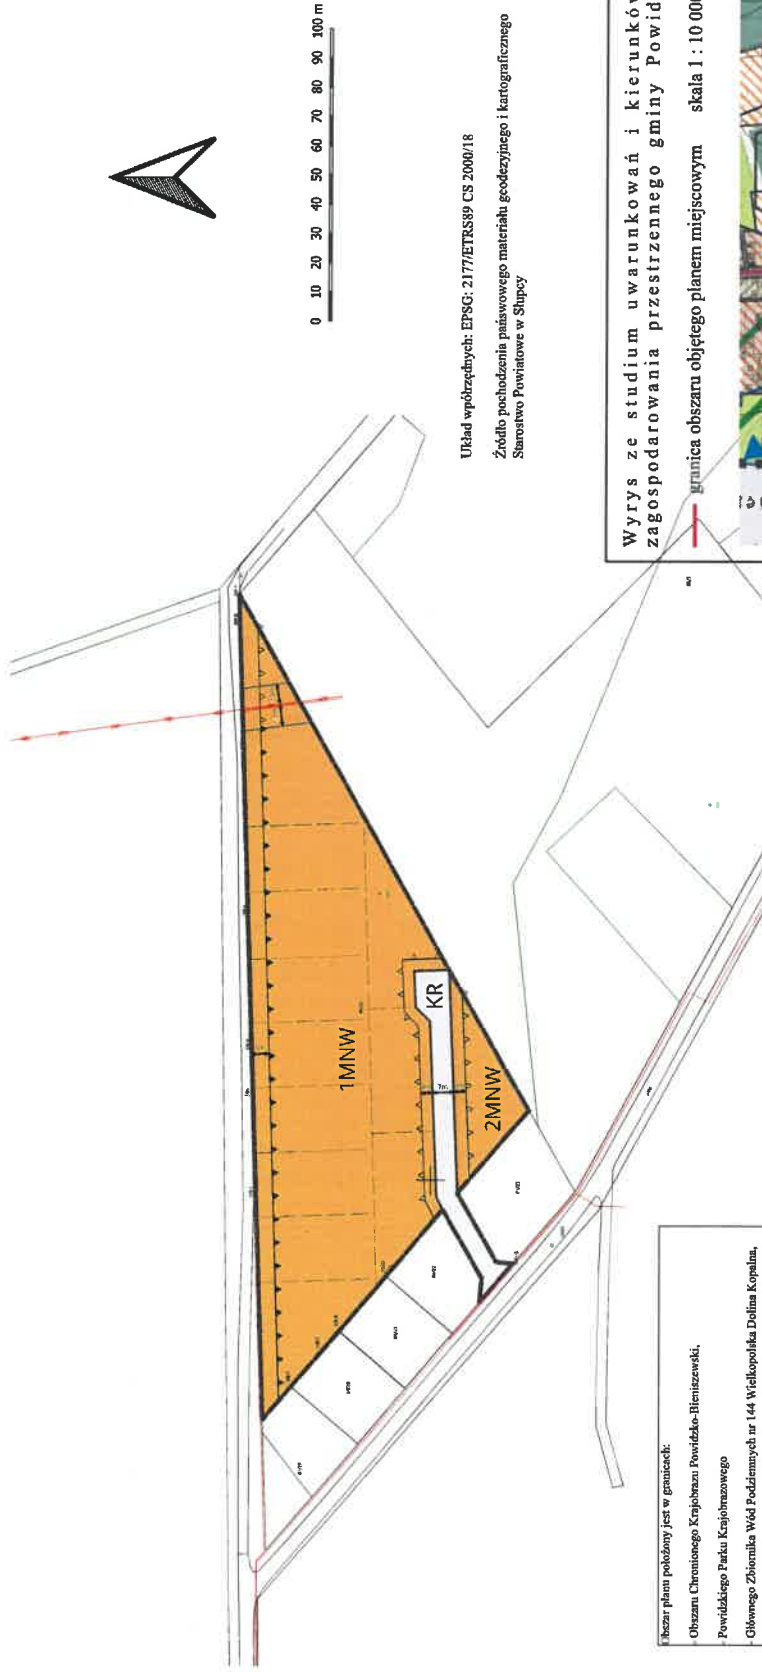 0 10 20 30 40 50 60 70 80 90 100 m
Układ wpółrzędnych: EPSG: 2177/ETRS89 CS 2000/18
Źródło pochodzenia państwowego materiału geodezyjnego i kartograficznego
Starostwo Powiatowe w Słupcy
Wyrys ze studium uwarunkowań i kierunków
zagospodarowania przestrzennego gminy Powid
granica obszaru objętego planem miejscowym skala 1 : 10 000
1MNW
KR
2MNW
Obszar planu położony jest w granicach:
- Obszaru Chronionego Krajobrazu Powidzko-Bieniszewski,
- Powidzkiego Parku Krajobrazowego
- Głównego Zbiornika Wód Podziemnych nr 144 Wielkopolska Dolina Kopalna,